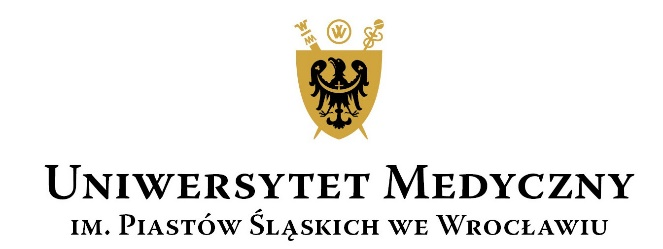 Uniwersytet Medyczny
im. Piastów Śląskich we Wrocławiu